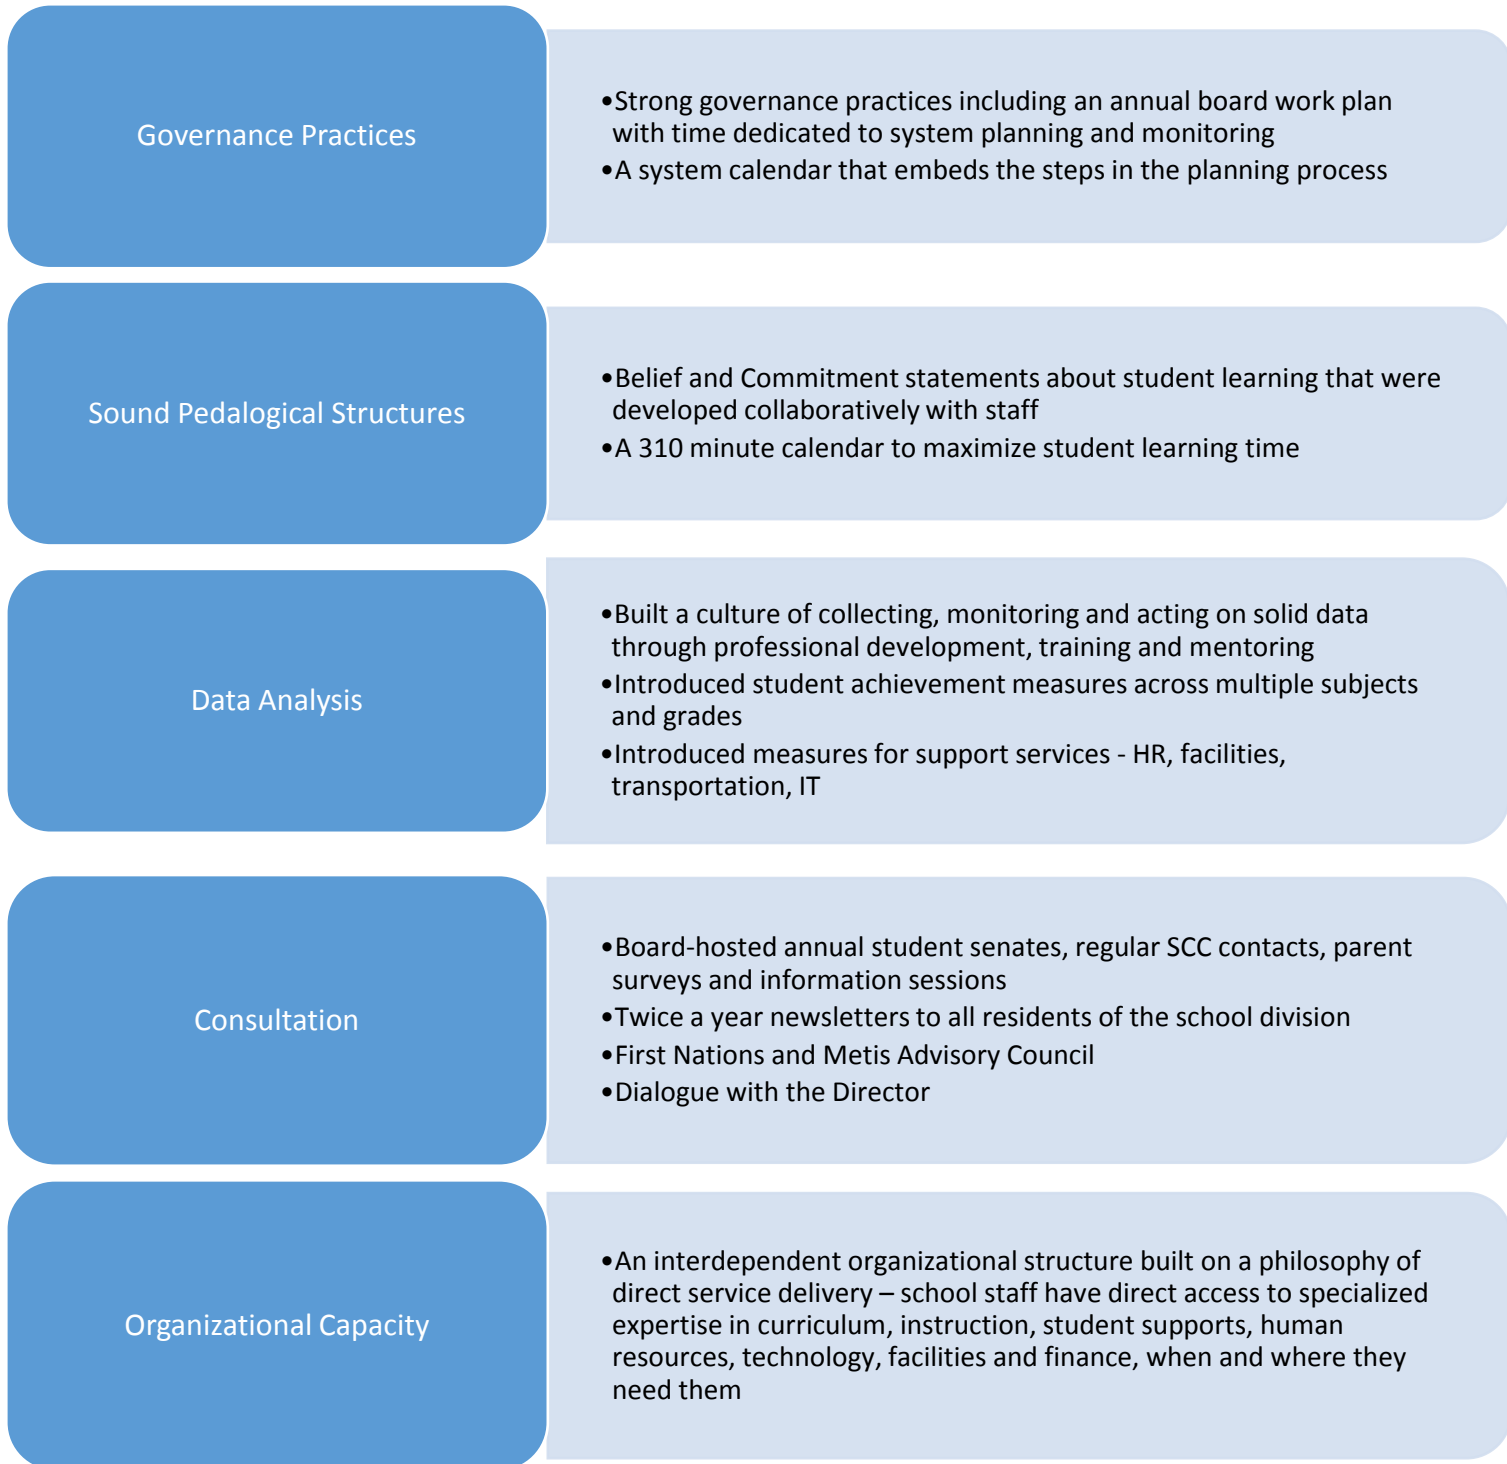 Governance Practices
•Strong governance practices including an annual board work plan
with time dedicated to system planning and monitoring
•A system calendar that embeds the steps in the planning process
Sound Pedalogical Structures
•Belief and Commitment statements about student learning that were
developed collaboratively with staff
•A 310 minute calendar to maximize student learning time
Data Analysis
•Built a culture of collecting, monitoring and acting on solid data
through professional development, training and mentoring
•Introduced student achievement measures across multiple subjects
and grades
•Introduced measures for support services - HR, facilities,
transportation, IT
Consultation
•Board-hosted annual student senates, regular SCC contacts, parent
surveys and information sessions
•Twice a year newsletters to all residents of the school division
•First Nations and Metis Advisory Council
•Dialogue with the Director
Organizational Capacity
•An interdependent organizational structure built on a philosophy of
direct service delivery – school staff have direct access to specialized
expertise in curriculum, instruction, student supports, human
resources, technology, facilities and finance, when and where they
need them